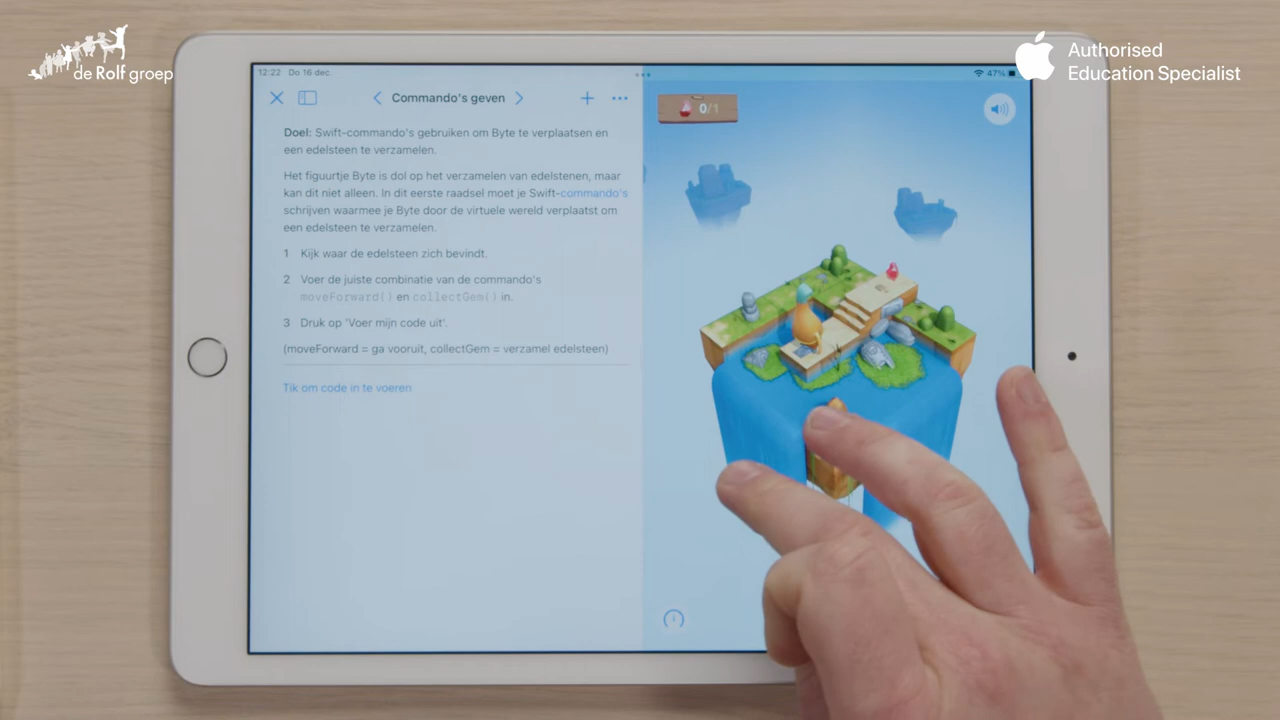 de Rolf groep
Authorised
Education Specialist
12:22 Do 16 dec.
47%
Commando's geven
0/1
Doel: Swift-commando's gebruiken om Byte te verplaatsen en
een edelsteen te verzamelen.
Het figuurtje Byte is dol op het verzamelen van edelstenen, maar
kan dit niet alleen. In dit eerste raadsel moet je Swift-commando's
schrijven waarmee je Byte door de virtuele wereld verplaatst om
een edelsteen te verzamelen.
1 Kijk waar de edelsteen zich bevindt.
2 Voer de juiste combinatie van de commando's
moveForward() en collectGem() in.
3 Druk op 'Voer mijn code uit'.
(moveForward = ga vooruit, collectGem = verzamel edelsteen)
Tik om code in te voeren